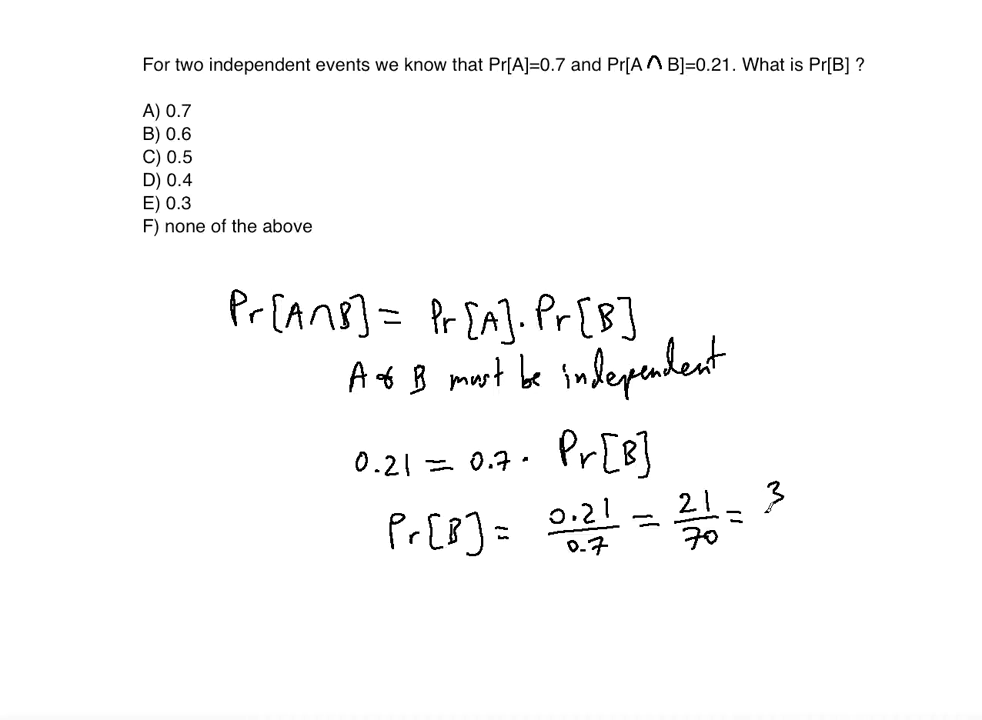 For two independent events we know that Pr[A]=0.7 and Pr[A ∩ B]=0.21. What is Pr[B] ?
A) 0.7
B) 0.6
C) 0.5
D) 0.4
E) 0.3
F) none of the above
Pr[A∩B] = Pr[A]. Pr[B]
A & B must be independent
0.21 = 0.7 . Pr[B]
Pr[B] = 0.21/0.7 = 21/70 = 3